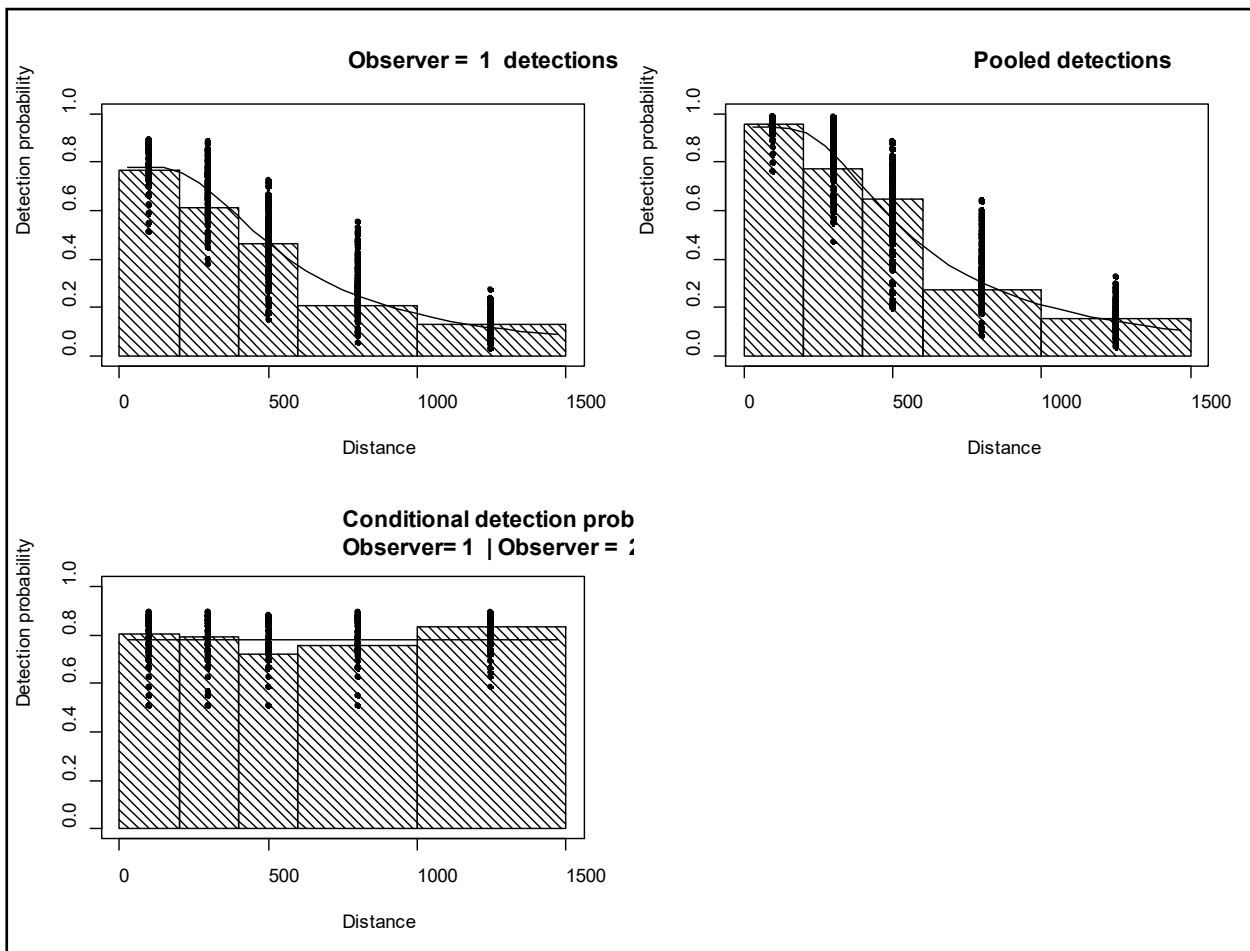 Observer = 1 detections
Detection probability
0.0 0.2 0.4 0.6 0.8 1.0
0 500 1000 1500
Distance
Pooled detections
Detection probability
0.0 0.2 0.4 0.6 0.8 1.0
0 500 1000 1500
Distance
Conditional detection prob
Observer= 1 | Observer =
Detection probability
0.0 0.2 0.4 0.6 0.8 1.0
0 500 1000 1500
Distance